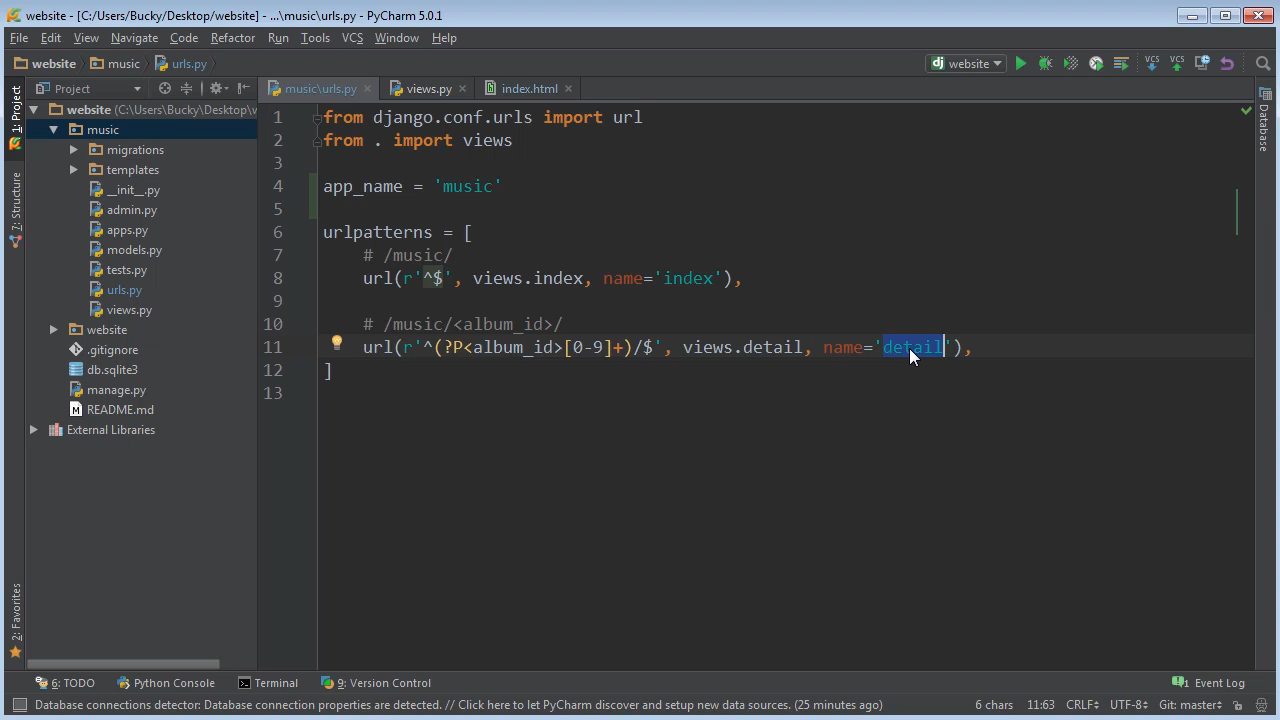 website - [C:/Users/Bucky/Desktop/website] - ...\music\urls.py - PyCharm 5.0.1
File Edit View Navigate Code Refactor Run Tools VCS Window Help
website music urls.py
dj website
VCS VCS
1: Project
7: Structure
2: Favorites
Project
website (C:\Users\Bucky\Desktop\w
music
migrations
templates
__init__.py
admin.py
apps.py
models.py
tests.py
urls.py
views.py
website
.gitignore
db.sqlite3
manage.py
README.md
External Libraries
music\urls.py views.py index.html
1 from django.conf.urls import url
2 from . import views
3
4 app_name = 'music'
5
6 urlpatterns = [
7 # /music/
8 url(r'^$', views.index, name='index'),
9
10 # /music/<album_id>/
11 url(r'^(?P<album_id>[0-9]+)/$', views.detail, name='detail'),
12 ]
13
Database
6: TODO Python Console Terminal 9: Version Control 1 Event Log
Database connections detector: Database connection properties are detected. // Click here to let PyCharm discover and setup new data sources. (25 minutes ago) 6 chars 11:63 CRLF UTF-8 Git: master